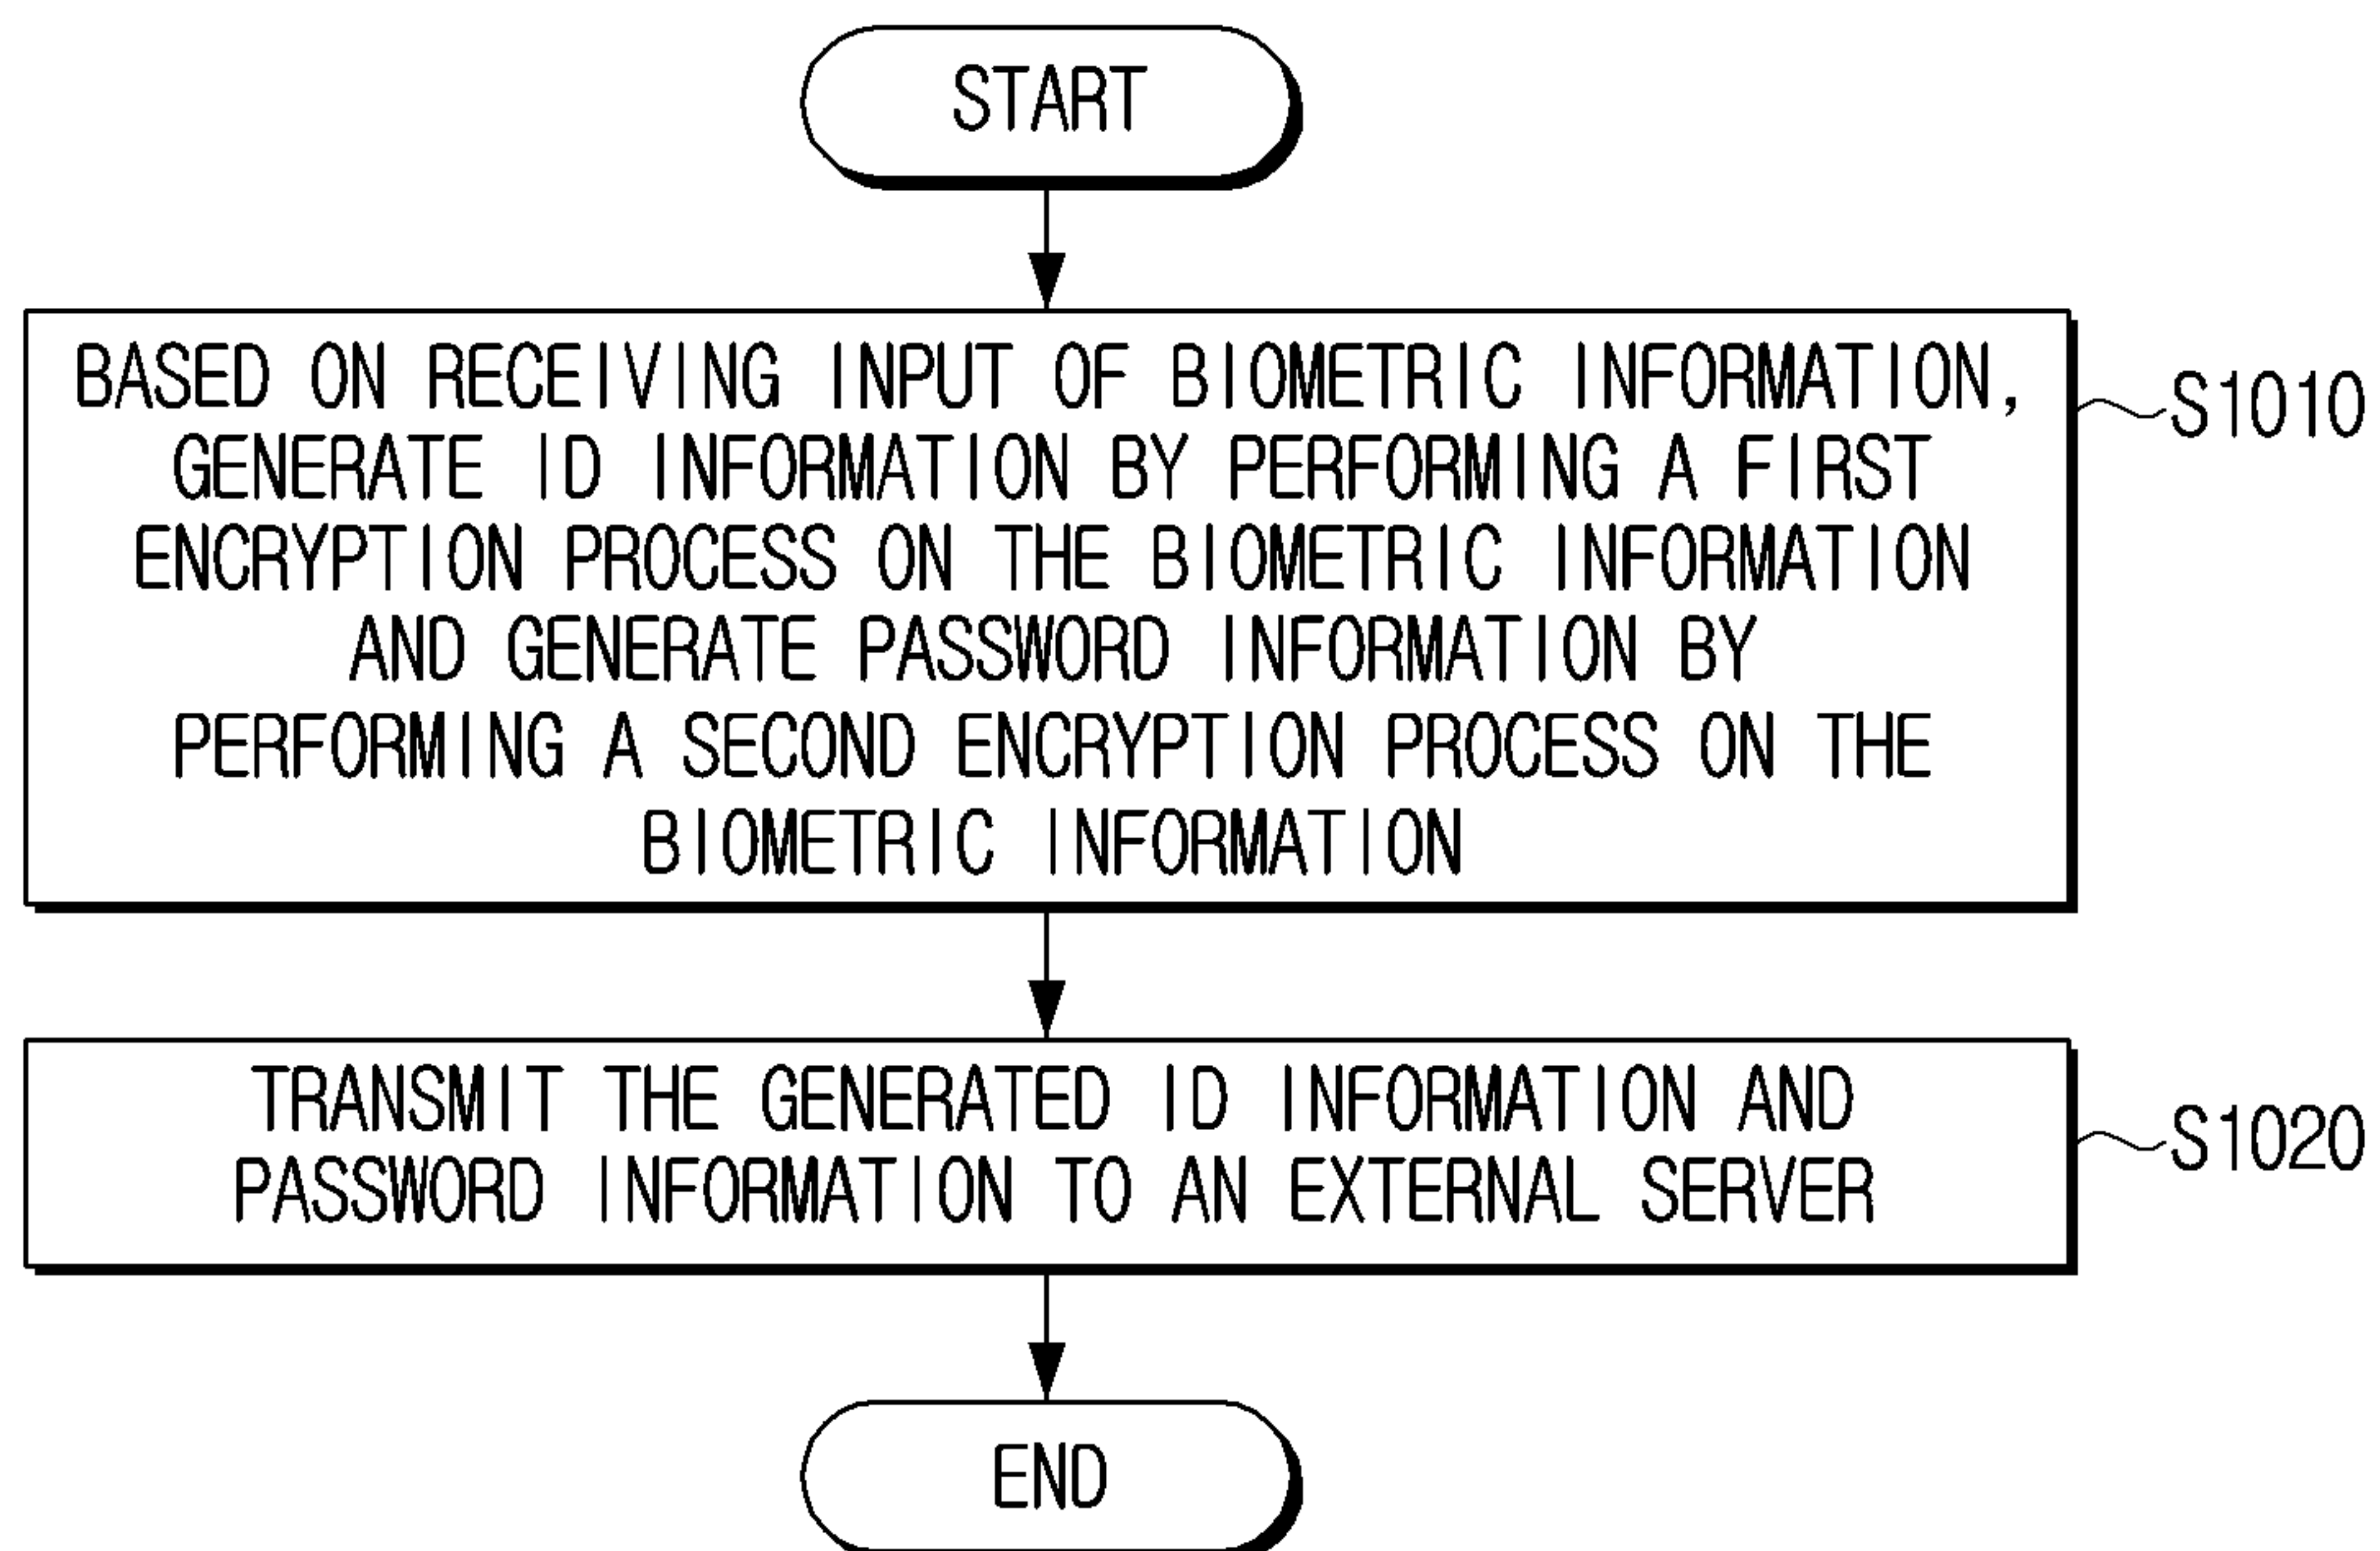 START
BASED ON RECEIVING INPUT OF BIOMETRIC INFORMATION,
GENERATE ID INFORMATION BY PERFORMING A FIRST
ENCRYPTION PROCESS ON THE BIOMETRIC INFORMATION
AND GENERATE PASSWORD INFORMATION BY
PERFORMING A SECOND ENCRYPTION PROCESS ON THE
BIOMETRIC INFORMATION
S1010
TRANSMIT THE GENERATED ID INFORMATION AND
PASSWORD INFORMATION TO AN EXTERNAL SERVER
S1020
END